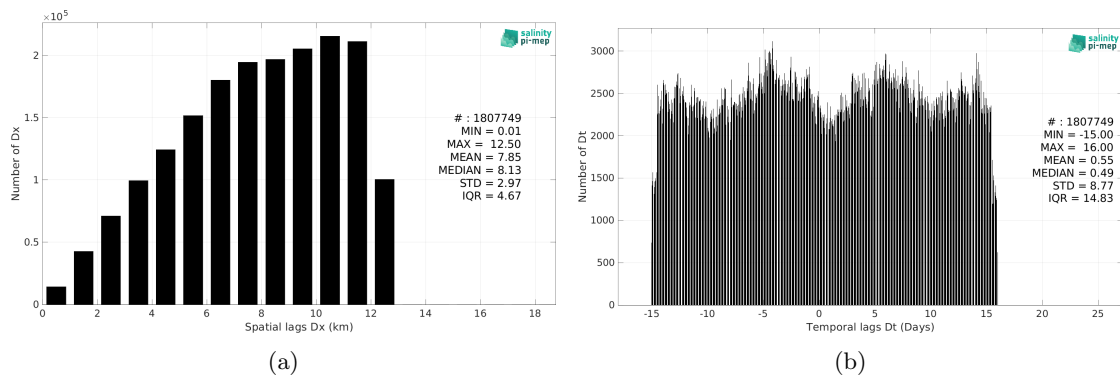 ×10⁵
2
1.5
1
0.5
0
Number of Dx
0 2 4 6 8 10 12 14 16 18
Spatial lags Dx (km)
salinity
pi-mep
# : 1807749
MIN = 0.01
MAX = 12.50
MEAN = 7.85
MEDIAN = 8.13
STD = 2.97
IQR = 4.67
(a)
3000
2500
2000
1500
1000
500
0
Number of Dt
-15 -10 -5 0 5 10 15 20 25
Temporal lags Dt (Days)
salinity
pi-mep
# : 1807749
MIN = -15.00
MAX = 16.00
MEAN = 0.55
MEDIAN = 0.49
STD = 8.77
IQR = 14.83
(b)